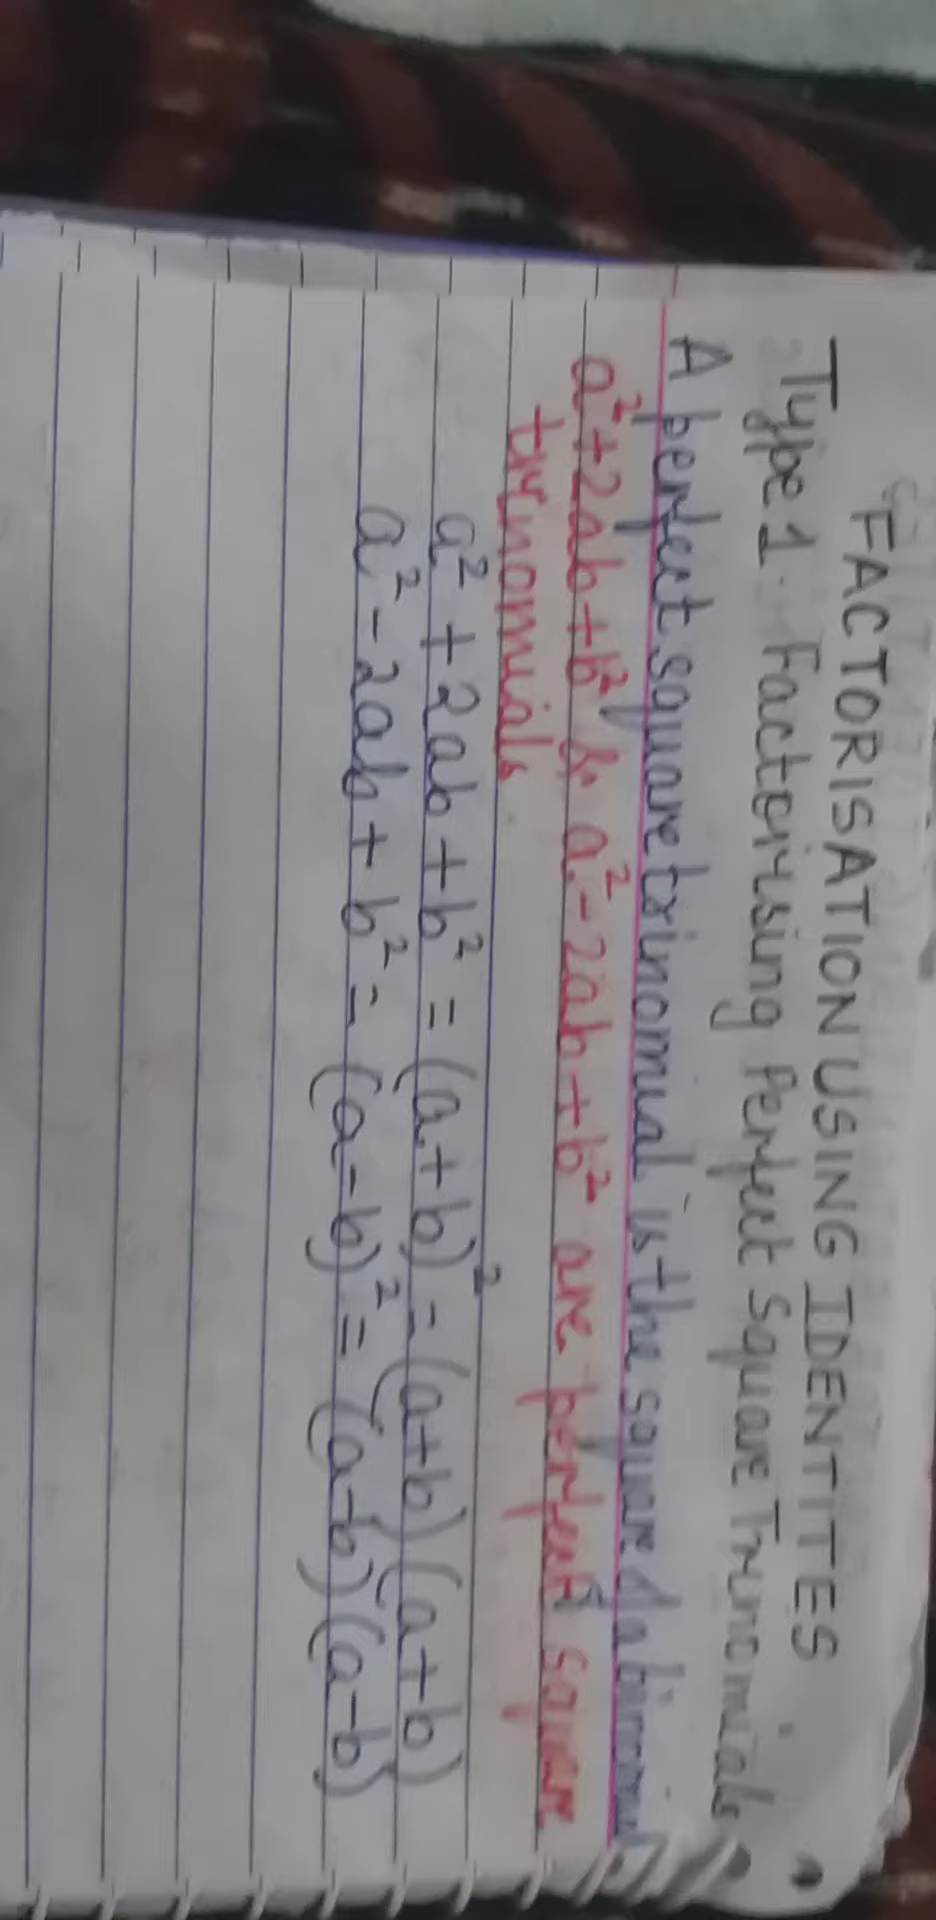 FACTORISATION USING IDENTITES
Type 1: Factorising Perfect Square Trinomials
A perfect square trinomial is the square of a binomial
a²+2ab+b² & a²-2ab+b² are perfect square
trinomials.
a² + 2ab + b² = (a+b)² = (a+b)(a+b)
a² - 2ab + b² = (a-b)² = (a-b)(a-b)